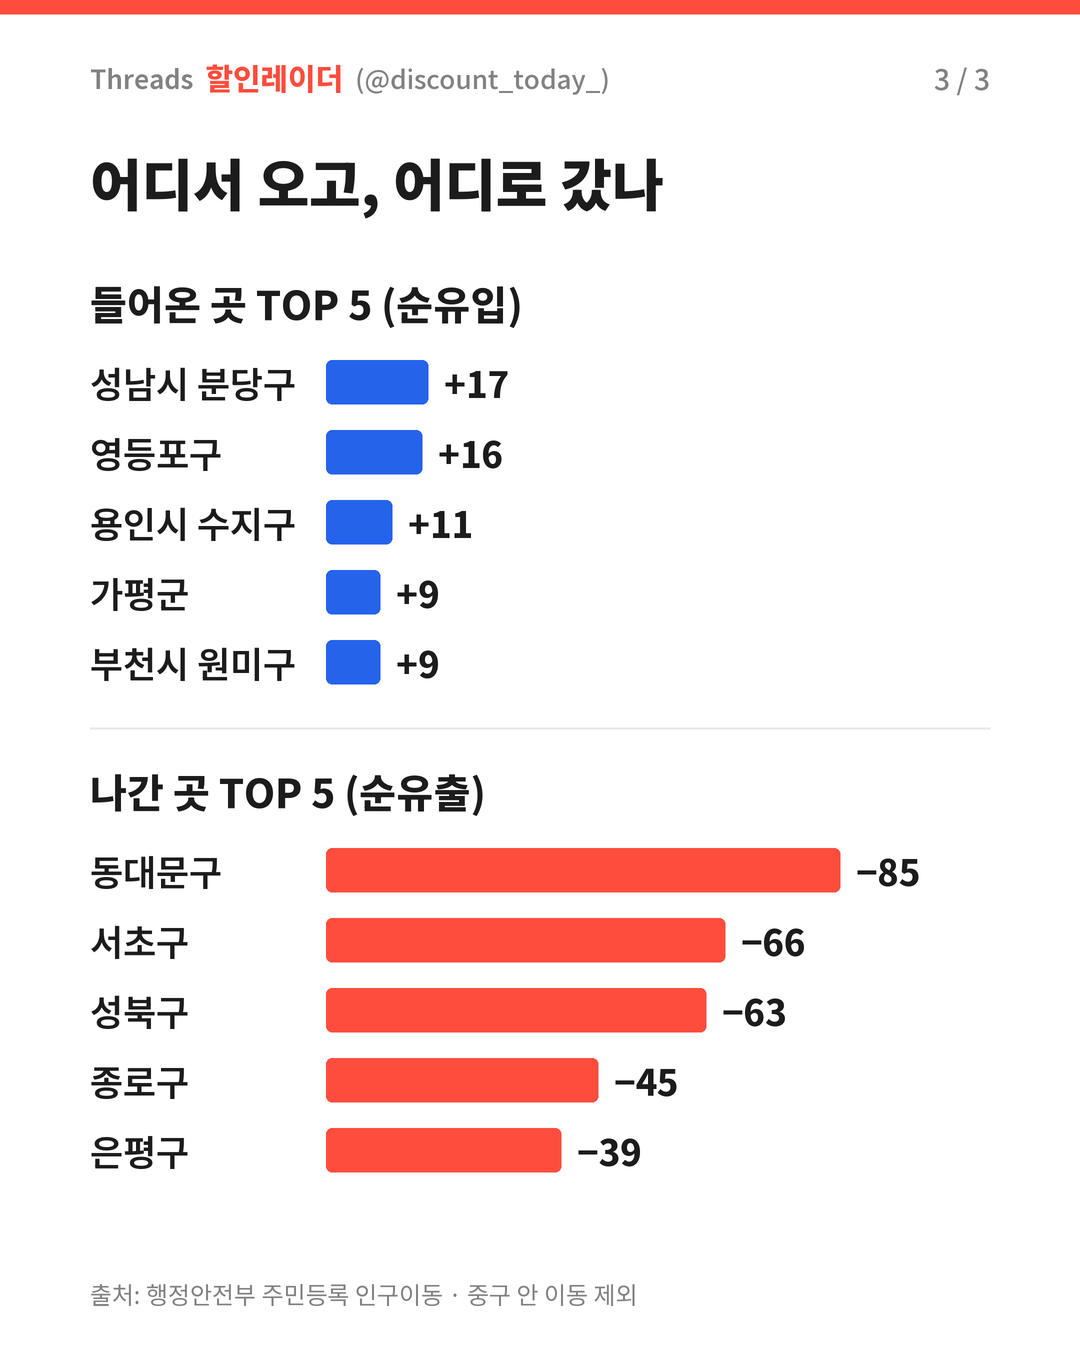 Threads 할인레이더 (@discount_today_) 3 / 3
어디서 오고, 어디로 갔나
들어온 곳 TOP 5 (순유입)
성남시 분당구 +17
영등포구 +16
용인시 수지구 +11
가평군 +9
부천시 원미구 +9
나간 곳 TOP 5 (순유출)
동대문구 −85
서초구 −66
성북구 −63
종로구 −45
은평구 −39
출처: 행정안전부 주민등록 인구이동 · 중구 안 이동 제외